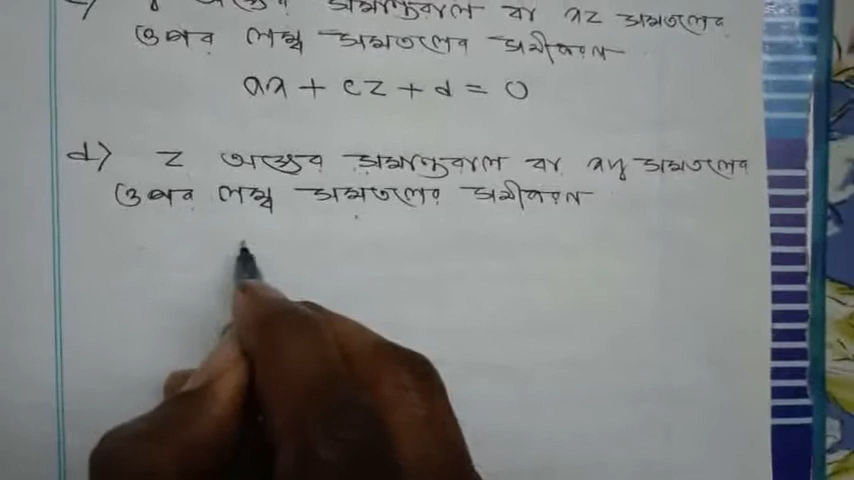 y অক্ষের সমান্তরাল বা xz সমতলের
ওপর লম্ব সমতলের সমীকরণ
ax + cz + d = 0
d) z অক্ষের সমান্তরাল বা xy সমতলের
ওপর লম্ব সমতলের সমীকরণ